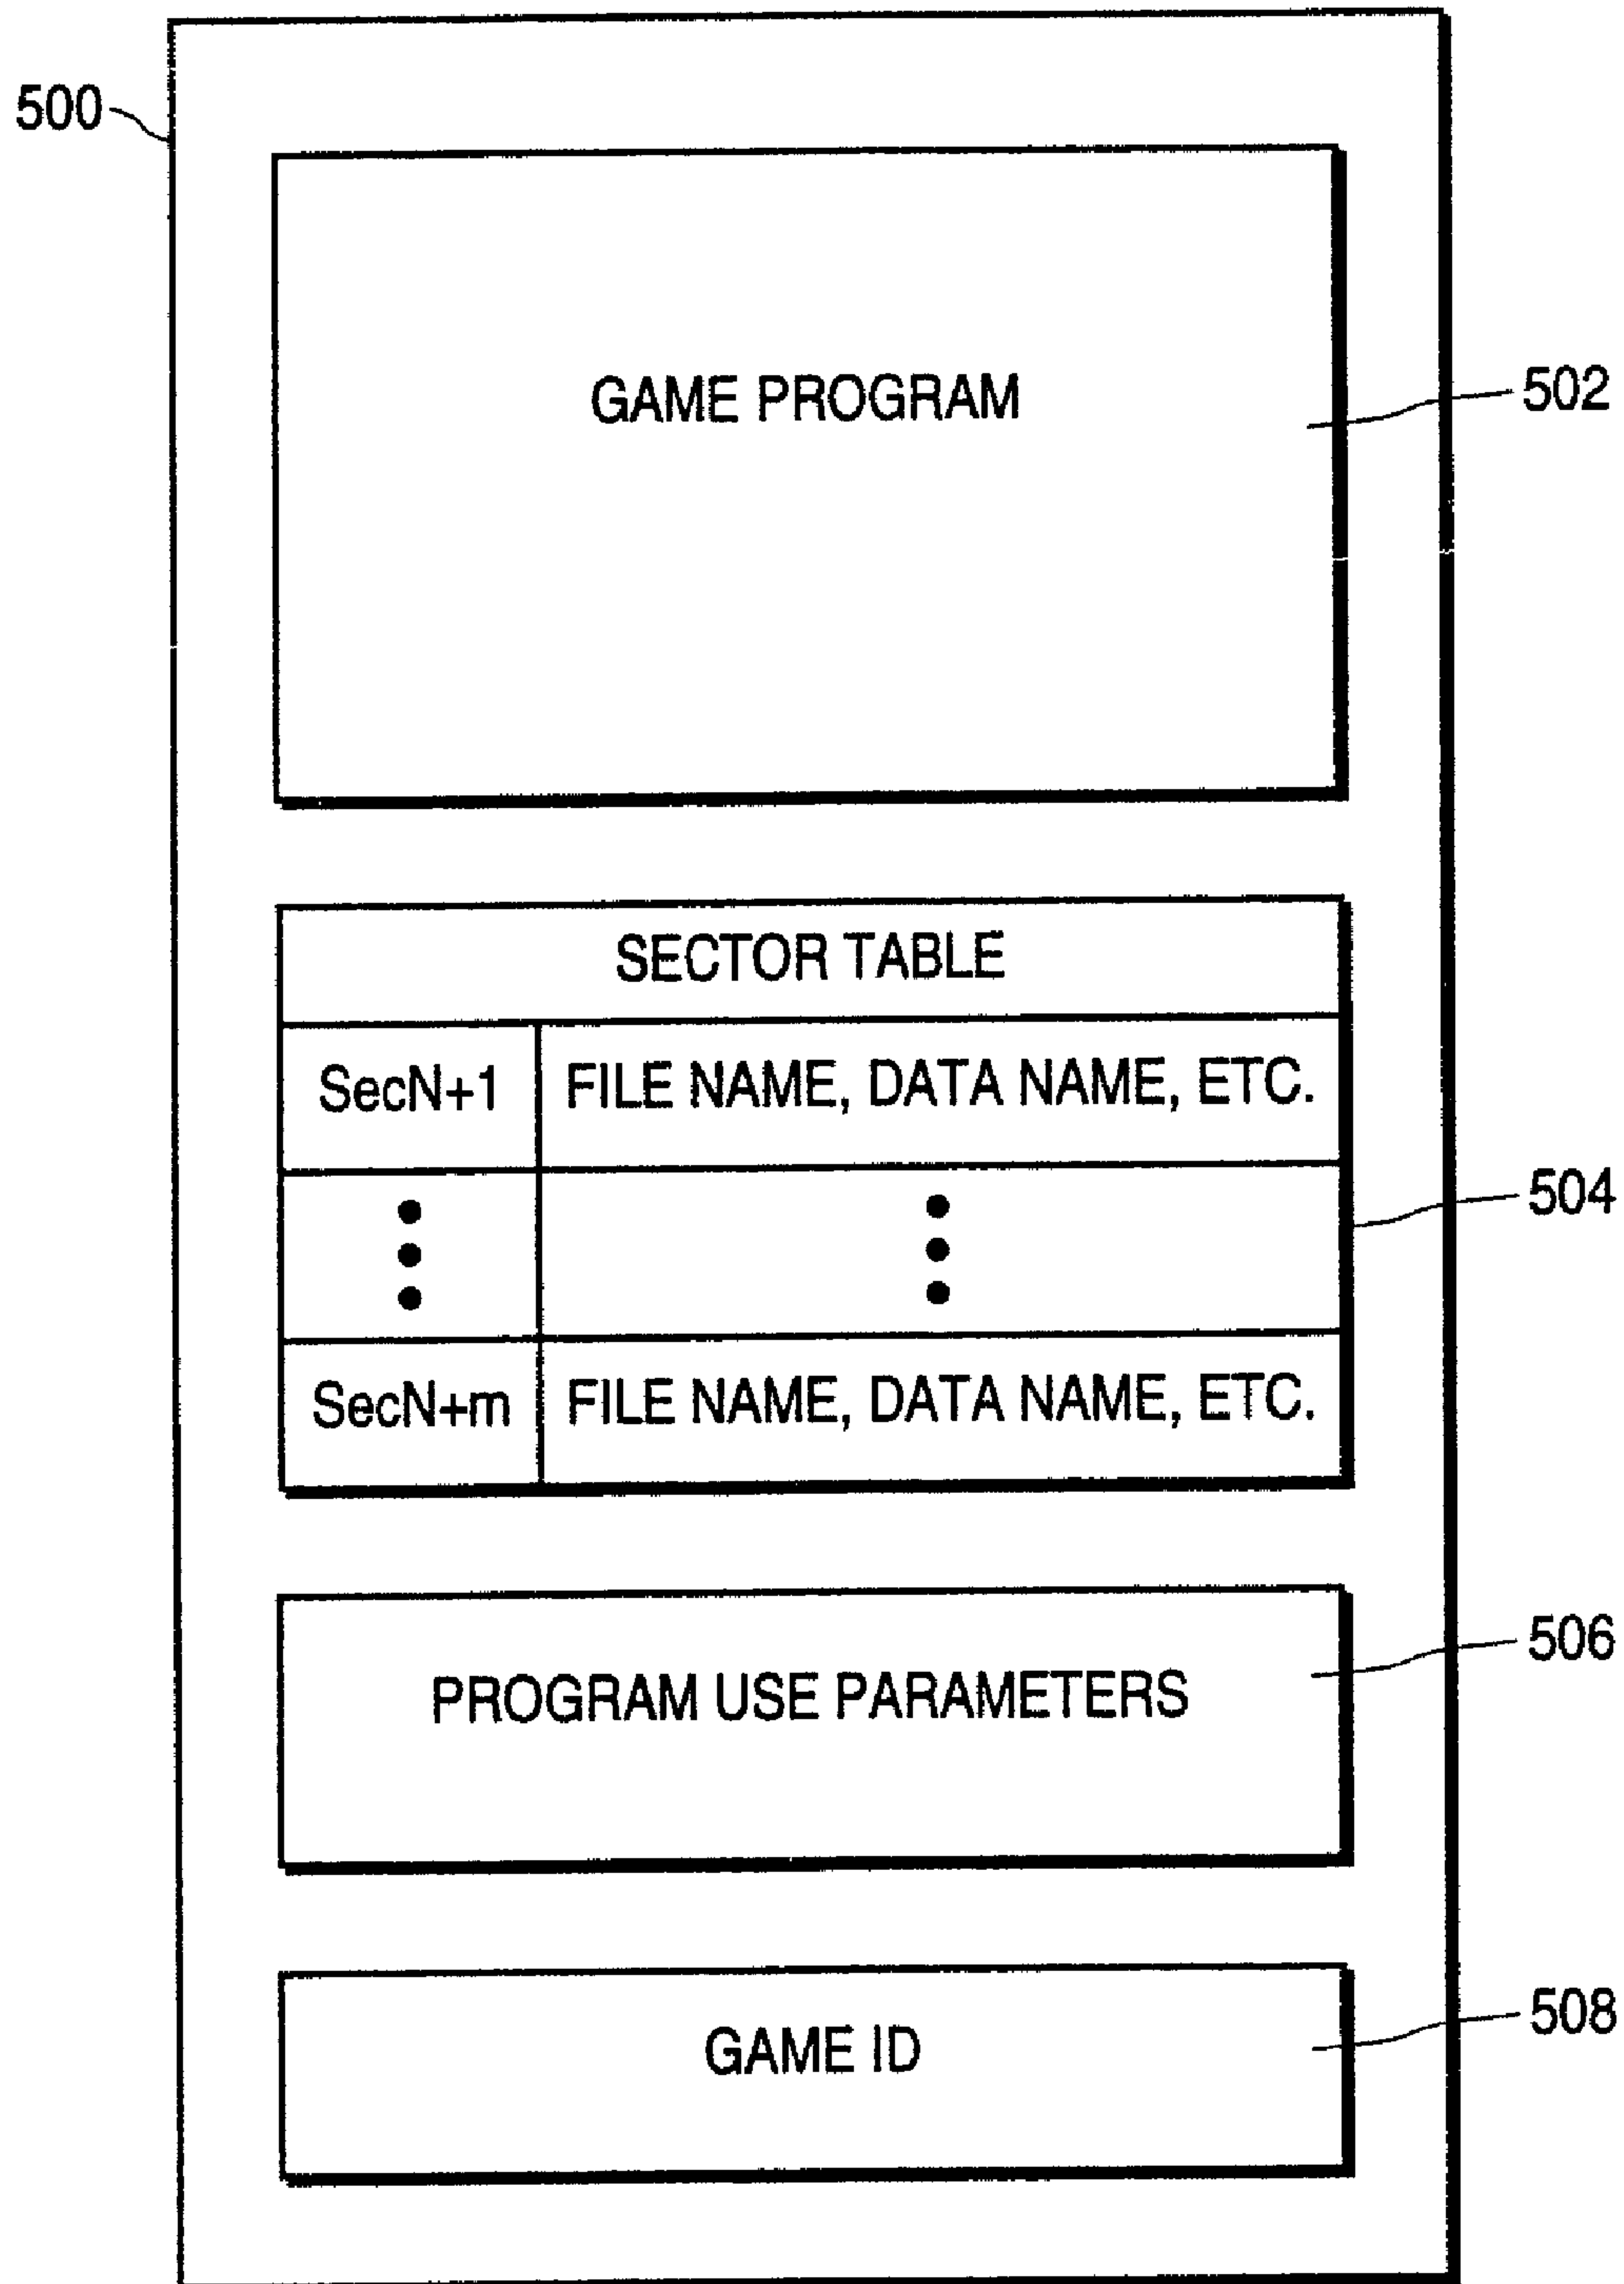 500
GAME PROGRAM
502
SECTOR TABLE
SecN+1 FILE NAME, DATA NAME, ETC.
504
SecN+m FILE NAME, DATA NAME, ETC.
506
PROGRAM USE PARAMETERS
508
GAME ID